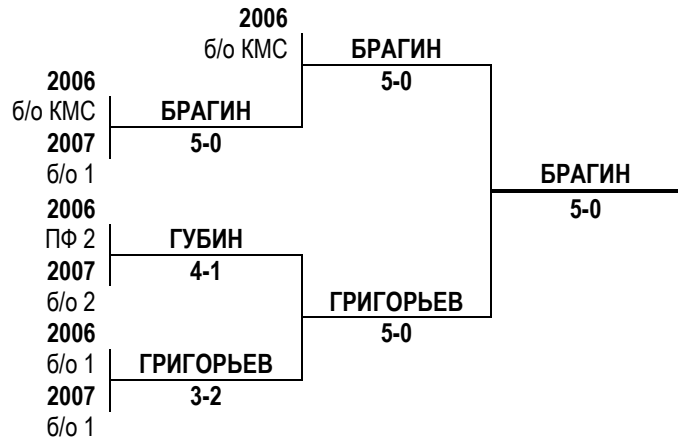 2006
б/о КМС
БРАГИН
5-0
2006
б/о КМС
БРАГИН
2007
5-0
б/о 1
БРАГИН
5-0
2006
ПФ 2
ГУБИН
2007
4-1
б/о 2
ГРИГОРЬЕВ
5-0
2006
б/о 1
ГРИГОРЬЕВ
2007
3-2
б/о 1